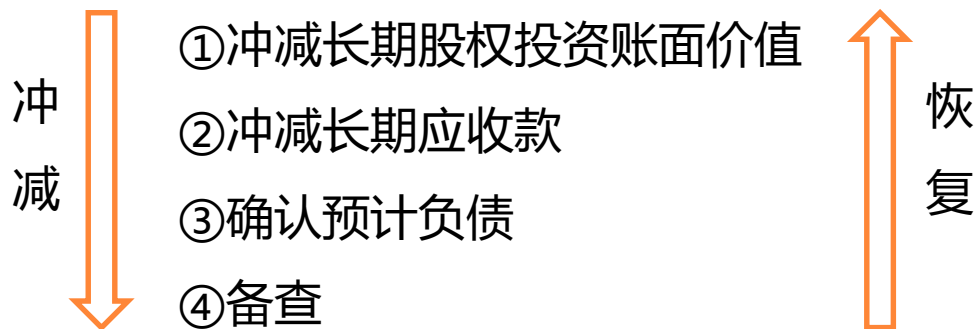 冲减
①冲减长期股权投资账面价值
②冲减长期应收款
③确认预计负债
④备查
恢复